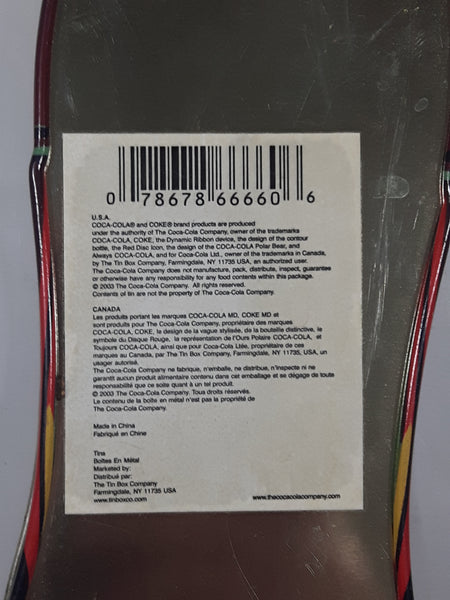 0 78678 66660 6
U.S.A.
COCA-COLA® and COKE® brand products are produced
under the authority of The Coca-Cola Company, owner of the trademarks
COCA-COLA, COKE, the Dynamic Ribbon device, the design of the contour
bottle, the Red Disc Icon, the design of the COCA-COLA Polar Bear, and
Always COCA-COLA, and for Coca-Cola Ltd., owner of the trademarks in Canada,
by The Tin Box Company, Farmingdale, NY 11735 USA, an authorized user.
The Coca-Cola Company does not manufacture, pack, distribute, inspect, guarantee
or otherwise have any responsibility for any food contents within this package.
© 2003 The Coca-Cola Company. All rights reserved.
Contents of tin are not the property of The Coca-Cola Company.
CANADA
Les produits portant les marques COCA-COLA MD, COKE MD et
sont produits pour The Coca-Cola Company, propriétaire des marques
COCA-COLA, COKE, le design de la vague stylisée, de la bouteille distinctive, le
symbole du Disque Rouge, la représentation de l'Ours Polaire COCA-COLA, et
Toujours COCA-COLA, ainsi que pour Coca-Cola Ltée, propriétaire de ces
marques au Canada, par The Tin Box Company, Farmingdale, NY 11735, USA, un
usager autorisé.
The Coca-Cola Company ne fabrique, n'emballe, ne distribue, n'inspecte ni ne
garantit aucun produit alimentaire contenu dans cet emballage et se dégage de toute
responsabilité que ce soite quant à un tel produit.
© 2003 The Coca-Cola Company. Tous droits réservés.
Le contenu de la boîte en métal n'est pas la propriété de
The Coca-Cola Company.
Made in China
Fabriqué en Chine
Tins
Boîtes En Métal
Marketed by:
Distribué par:
The Tin Box Company
Farmingdale, NY 11735 USA
www.tinboxco.com
www.thecocacolacompany.com